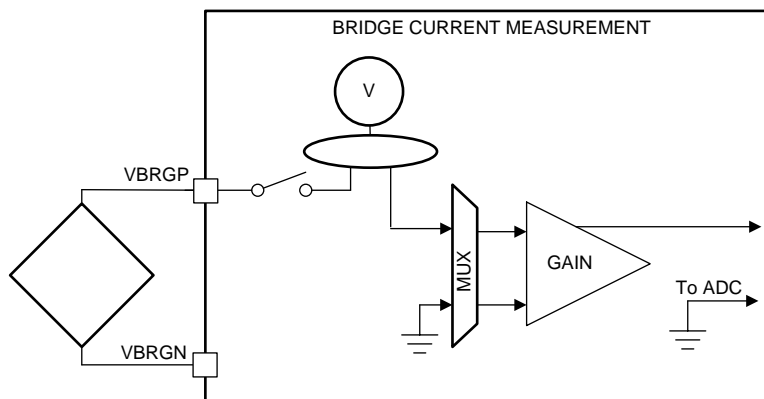 BRIDGE CURRENT MEASUREMENT
V
VBRGP
MUX
GAIN
To ADC
VBRGN